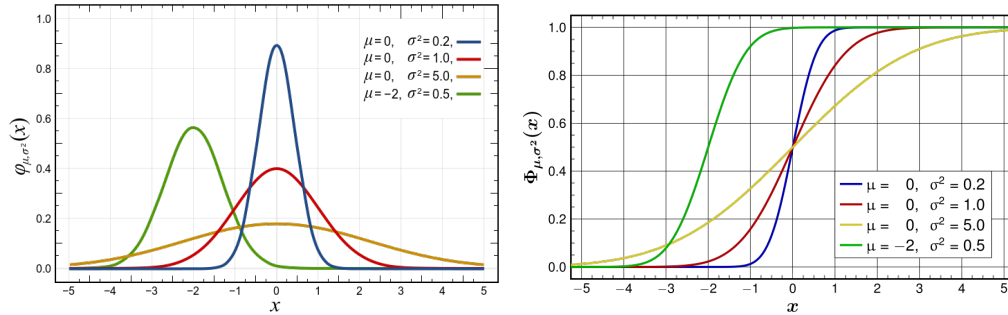 1.0
0.8
0.6
0.4
0.2
0.0
φμ,σ²(x)
μ=0, σ²=0.2,
μ=0, σ²=1.0,
μ=0, σ²=5.0,
μ=−2, σ²=0.5,
-5 -4 -3 -2 -1 0 1 2 3 4 5
x
1.0
0.8
0.6
0.4
0.2
0.0
Φμ,σ²(x)
μ= 0, σ²=0.2
μ= 0, σ²=1.0
μ= 0, σ²=5.0
μ=−2, σ²=0.5
−5 −4 −3 −2 −1 0 1 2 3 4 5
x